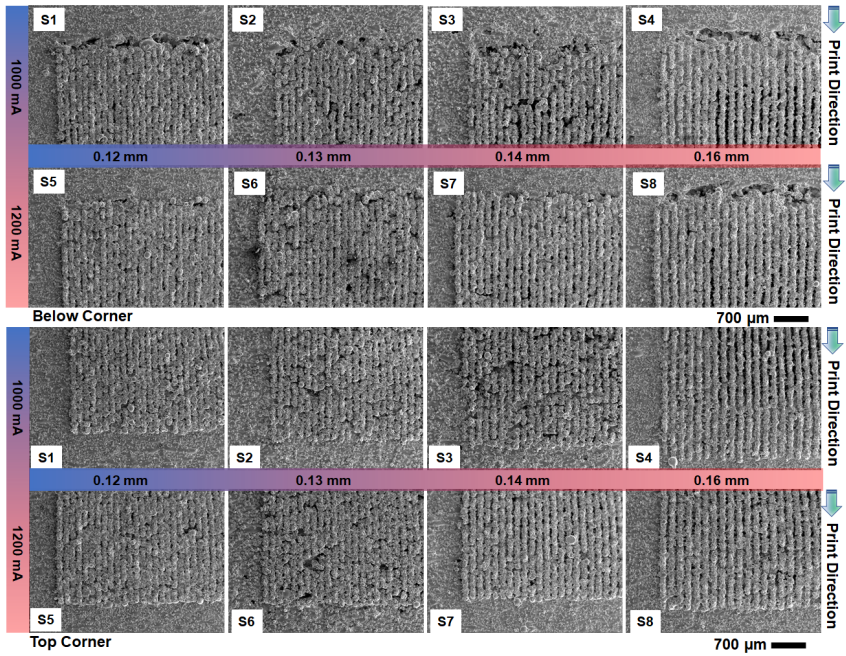 S1
S2
S3
S4
1000 mA
Print Direction
0.12 mm
0.13 mm
0.14 mm
0.16 mm
S5
S6
S7
S8
1200 mA
Print Direction
Below Corner
700 µm
1000 mA
Print Direction
S1
S2
S3
S4
0.12 mm
0.13 mm
0.14 mm
0.16 mm
1200 mA
Print Direction
S5
S6
S7
S8
Top Corner
700 µm